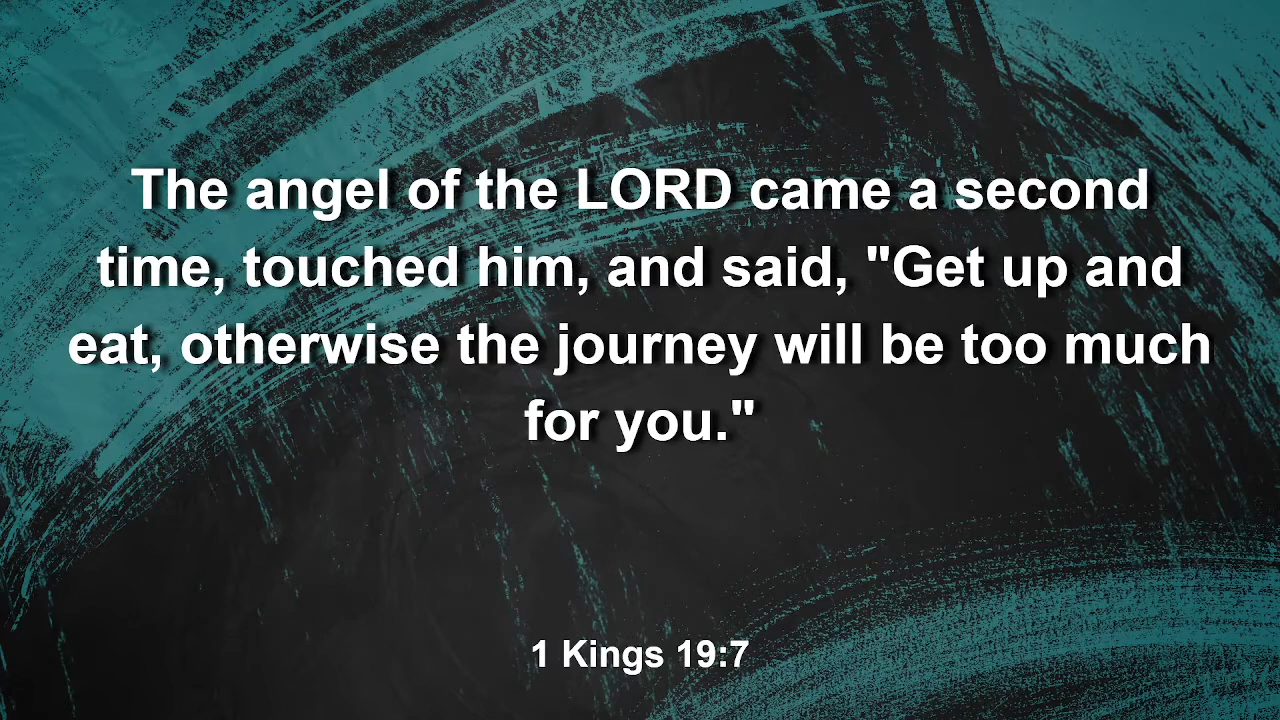 The angel of the LORD came a second
time, touched him, and said, "Get up and
eat, otherwise the journey will be too much
for you."
1 Kings 19:7